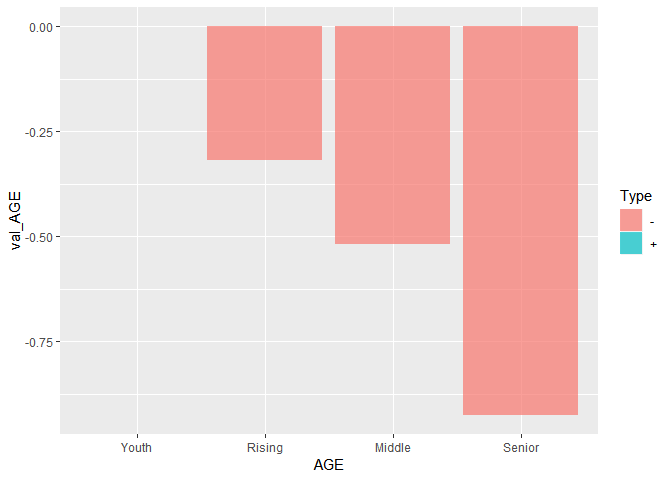 0.00
-0.25
-0.50
-0.75
val_AGE
Youth
Rising
Middle
Senior
AGE
Type
-
+